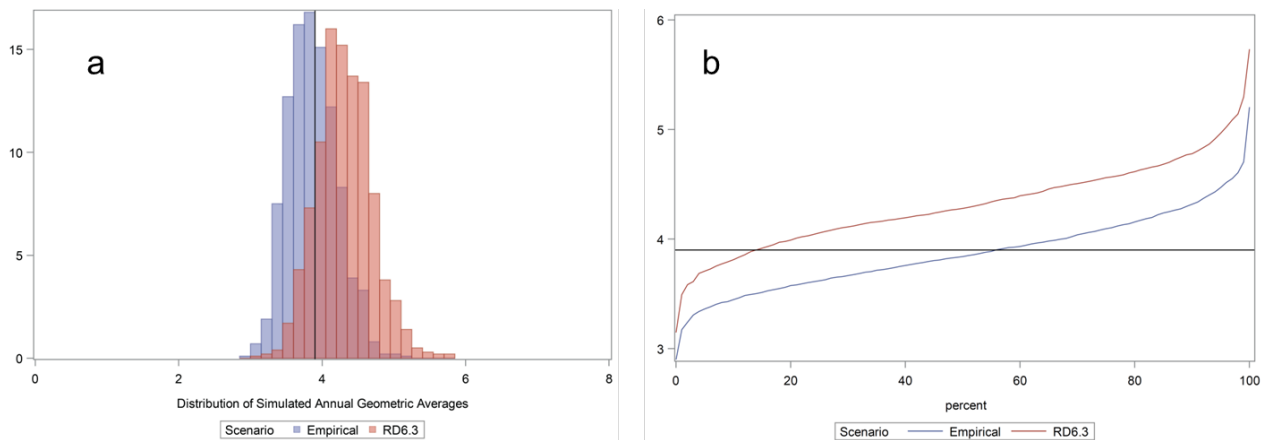 a
15
10
5
0
0 2 4 6 8
Distribution of Simulated Annual Geometric Averages
Scenario Empirical RD6.3
b
6
5
4
3
0 20 40 60 80 100
percent
Scenario Empirical RD6.3